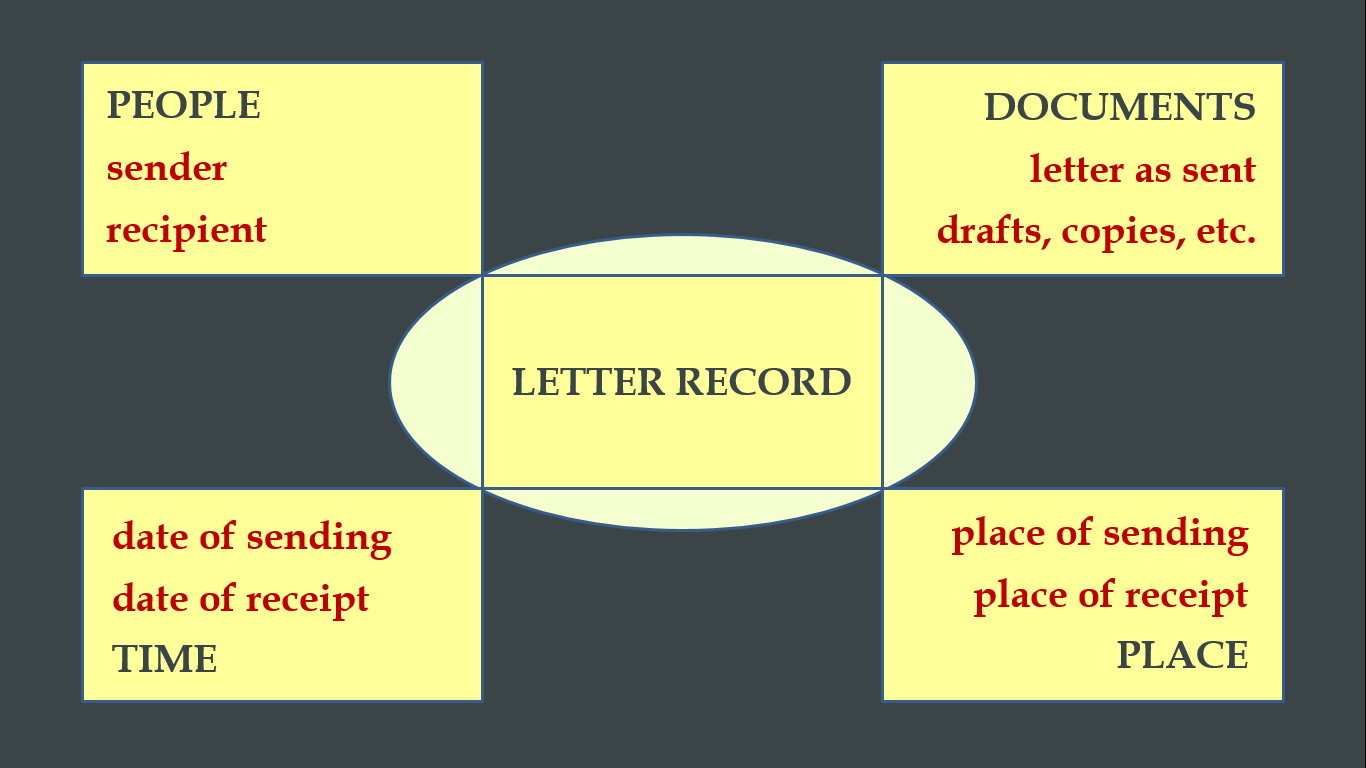 PEOPLE
sender
recipient
DOCUMENTS
letter as sent
drafts, copies, etc.
LETTER RECORD
date of sending
date of receipt
TIME
place of sending
place of receipt
PLACE